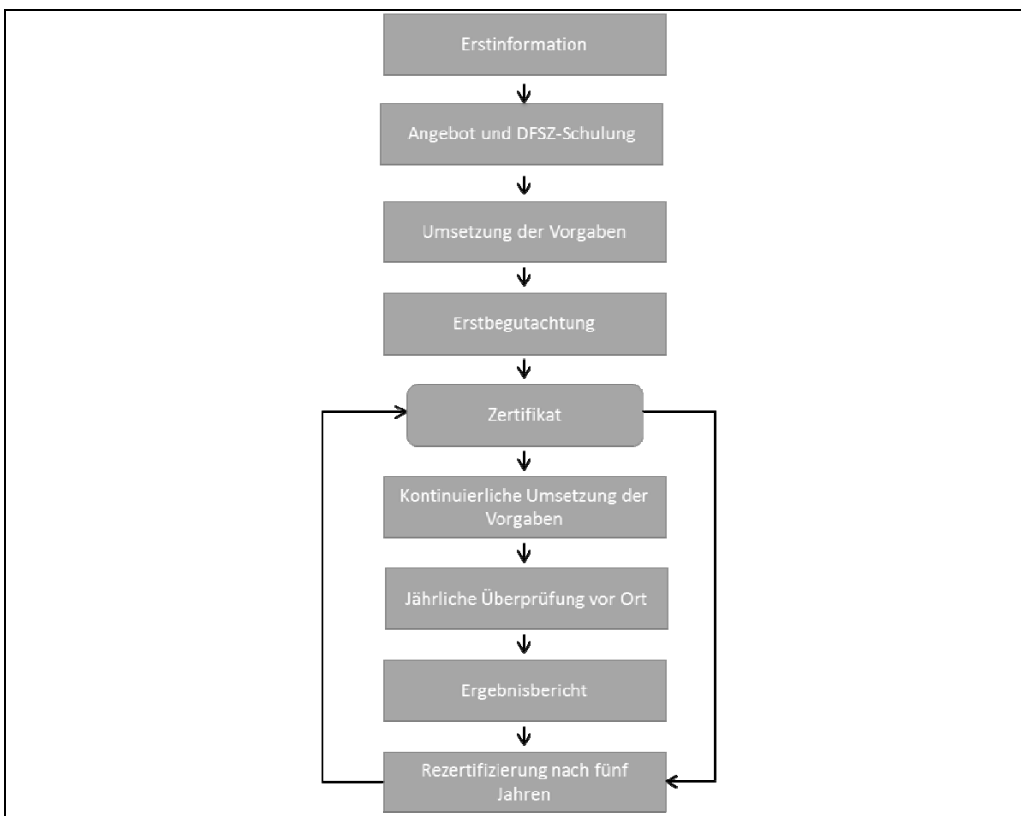 Erstinformation
Angebot und DFSZ-Schulung
Umsetzung der Vorgaben
Erstbegutachtung
Zertifikat
Kontinuierliche Umsetzung der
Vorgaben
Jährliche Überprüfung vor Ort
Ergebnisbericht
Rezertifizierung nach fünf
Jahren